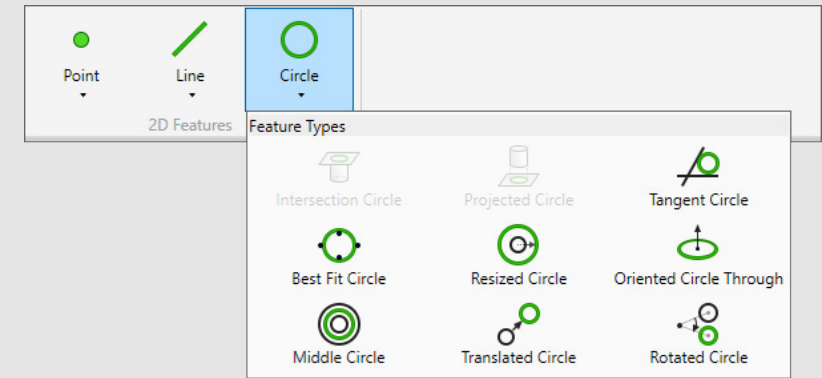 Point Line Circle
2D Features
Feature Types
Intersection Circle Projected Circle Tangent Circle
Best Fit Circle Resized Circle Oriented Circle Through
Middle Circle Translated Circle Rotated Circle